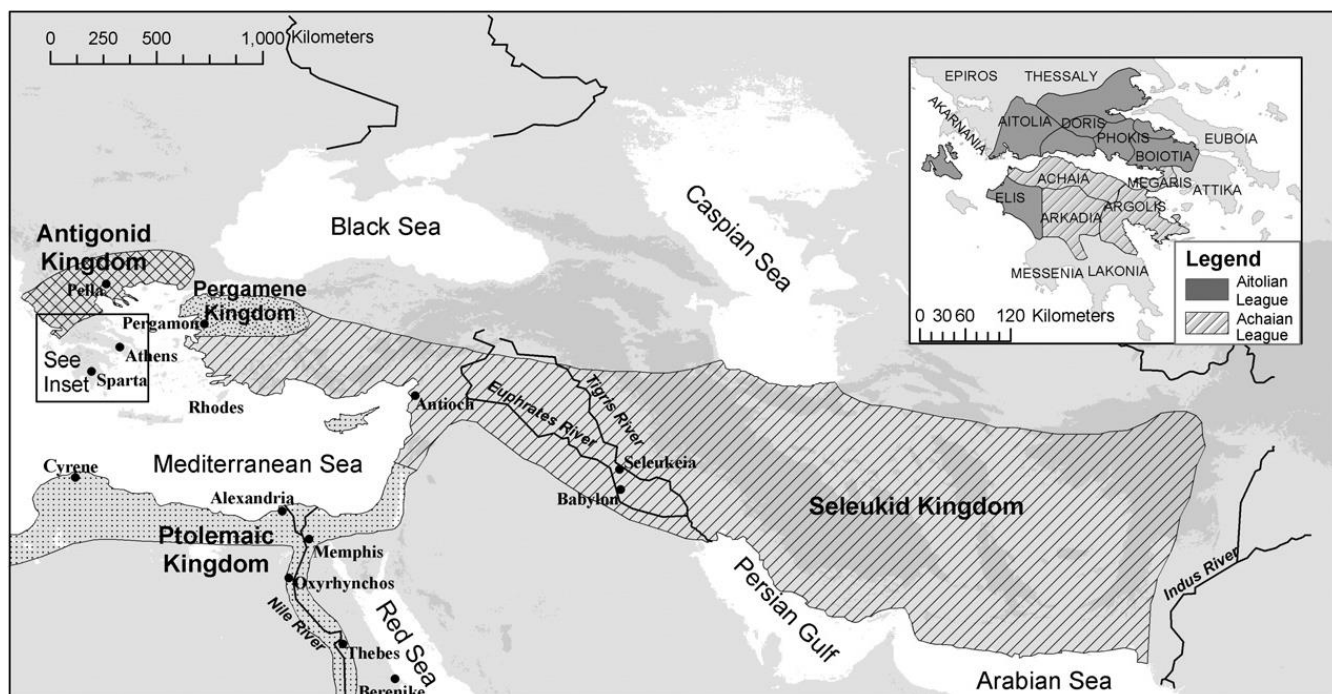 0 250 500 1,000 Kilometers
EPIROS THESSALY
AKARNANIA
AITOLIA
DORIS
PHOKIS
EUBOIA
BOIOTIA
ACHAIA
MEGARIS
ATTIKA
ELIS
ARKADIA
ARGOLIS
MESSENIA LAKONIA
Legend
Aitolian
League
Achaian
League
0 30 60 120 Kilometers
Black Sea
Caspian Sea
Antigonid
Kingdom
Pella
Pergamene
Kingdom
Pergamon
See
Inset
Athens
Sparta
Rhodes
Antioch
Euphrates River
Tigris River
Seleukeia
Babylon
Seleukid Kingdom
Mediterranean Sea
Cyrene
Alexandria
Ptolemaic
Kingdom
Memphis
Oxyrhynchos
Nile River
Thebes
Red Sea
Berenike
Persian Gulf
Indus River
Arabian Sea